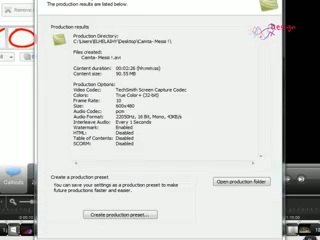 The production results are listed below.
Remove
Production results
design
Production Directory:
C:\Users\ELHELALSH\Desktop\Camta- Messi !\
Files created:
Camta- Messi !.avi
Content duration: 00:02:26 (hh:mm:ss)
Content size: 90.55 MB
Production Options:
Video Codec: TechSmith Screen Capture Codec
Colors: True Color+ (32-bit)
Frame Rate: 10
Size: 600x480
Audio Codec: pcm
Audio Format: 22050Hz, 16 Bit, Mono, 43KB/s
Interleave Audio: Every 1 Seconds
Watermark: Enabled
HTML: Disabled
Table of Contents: Disabled
SCORM: Disabled
Create a production preset
You can save your settings as a production preset to make
future productions faster and easier.
Open production folder
Callouts
Create production preset...